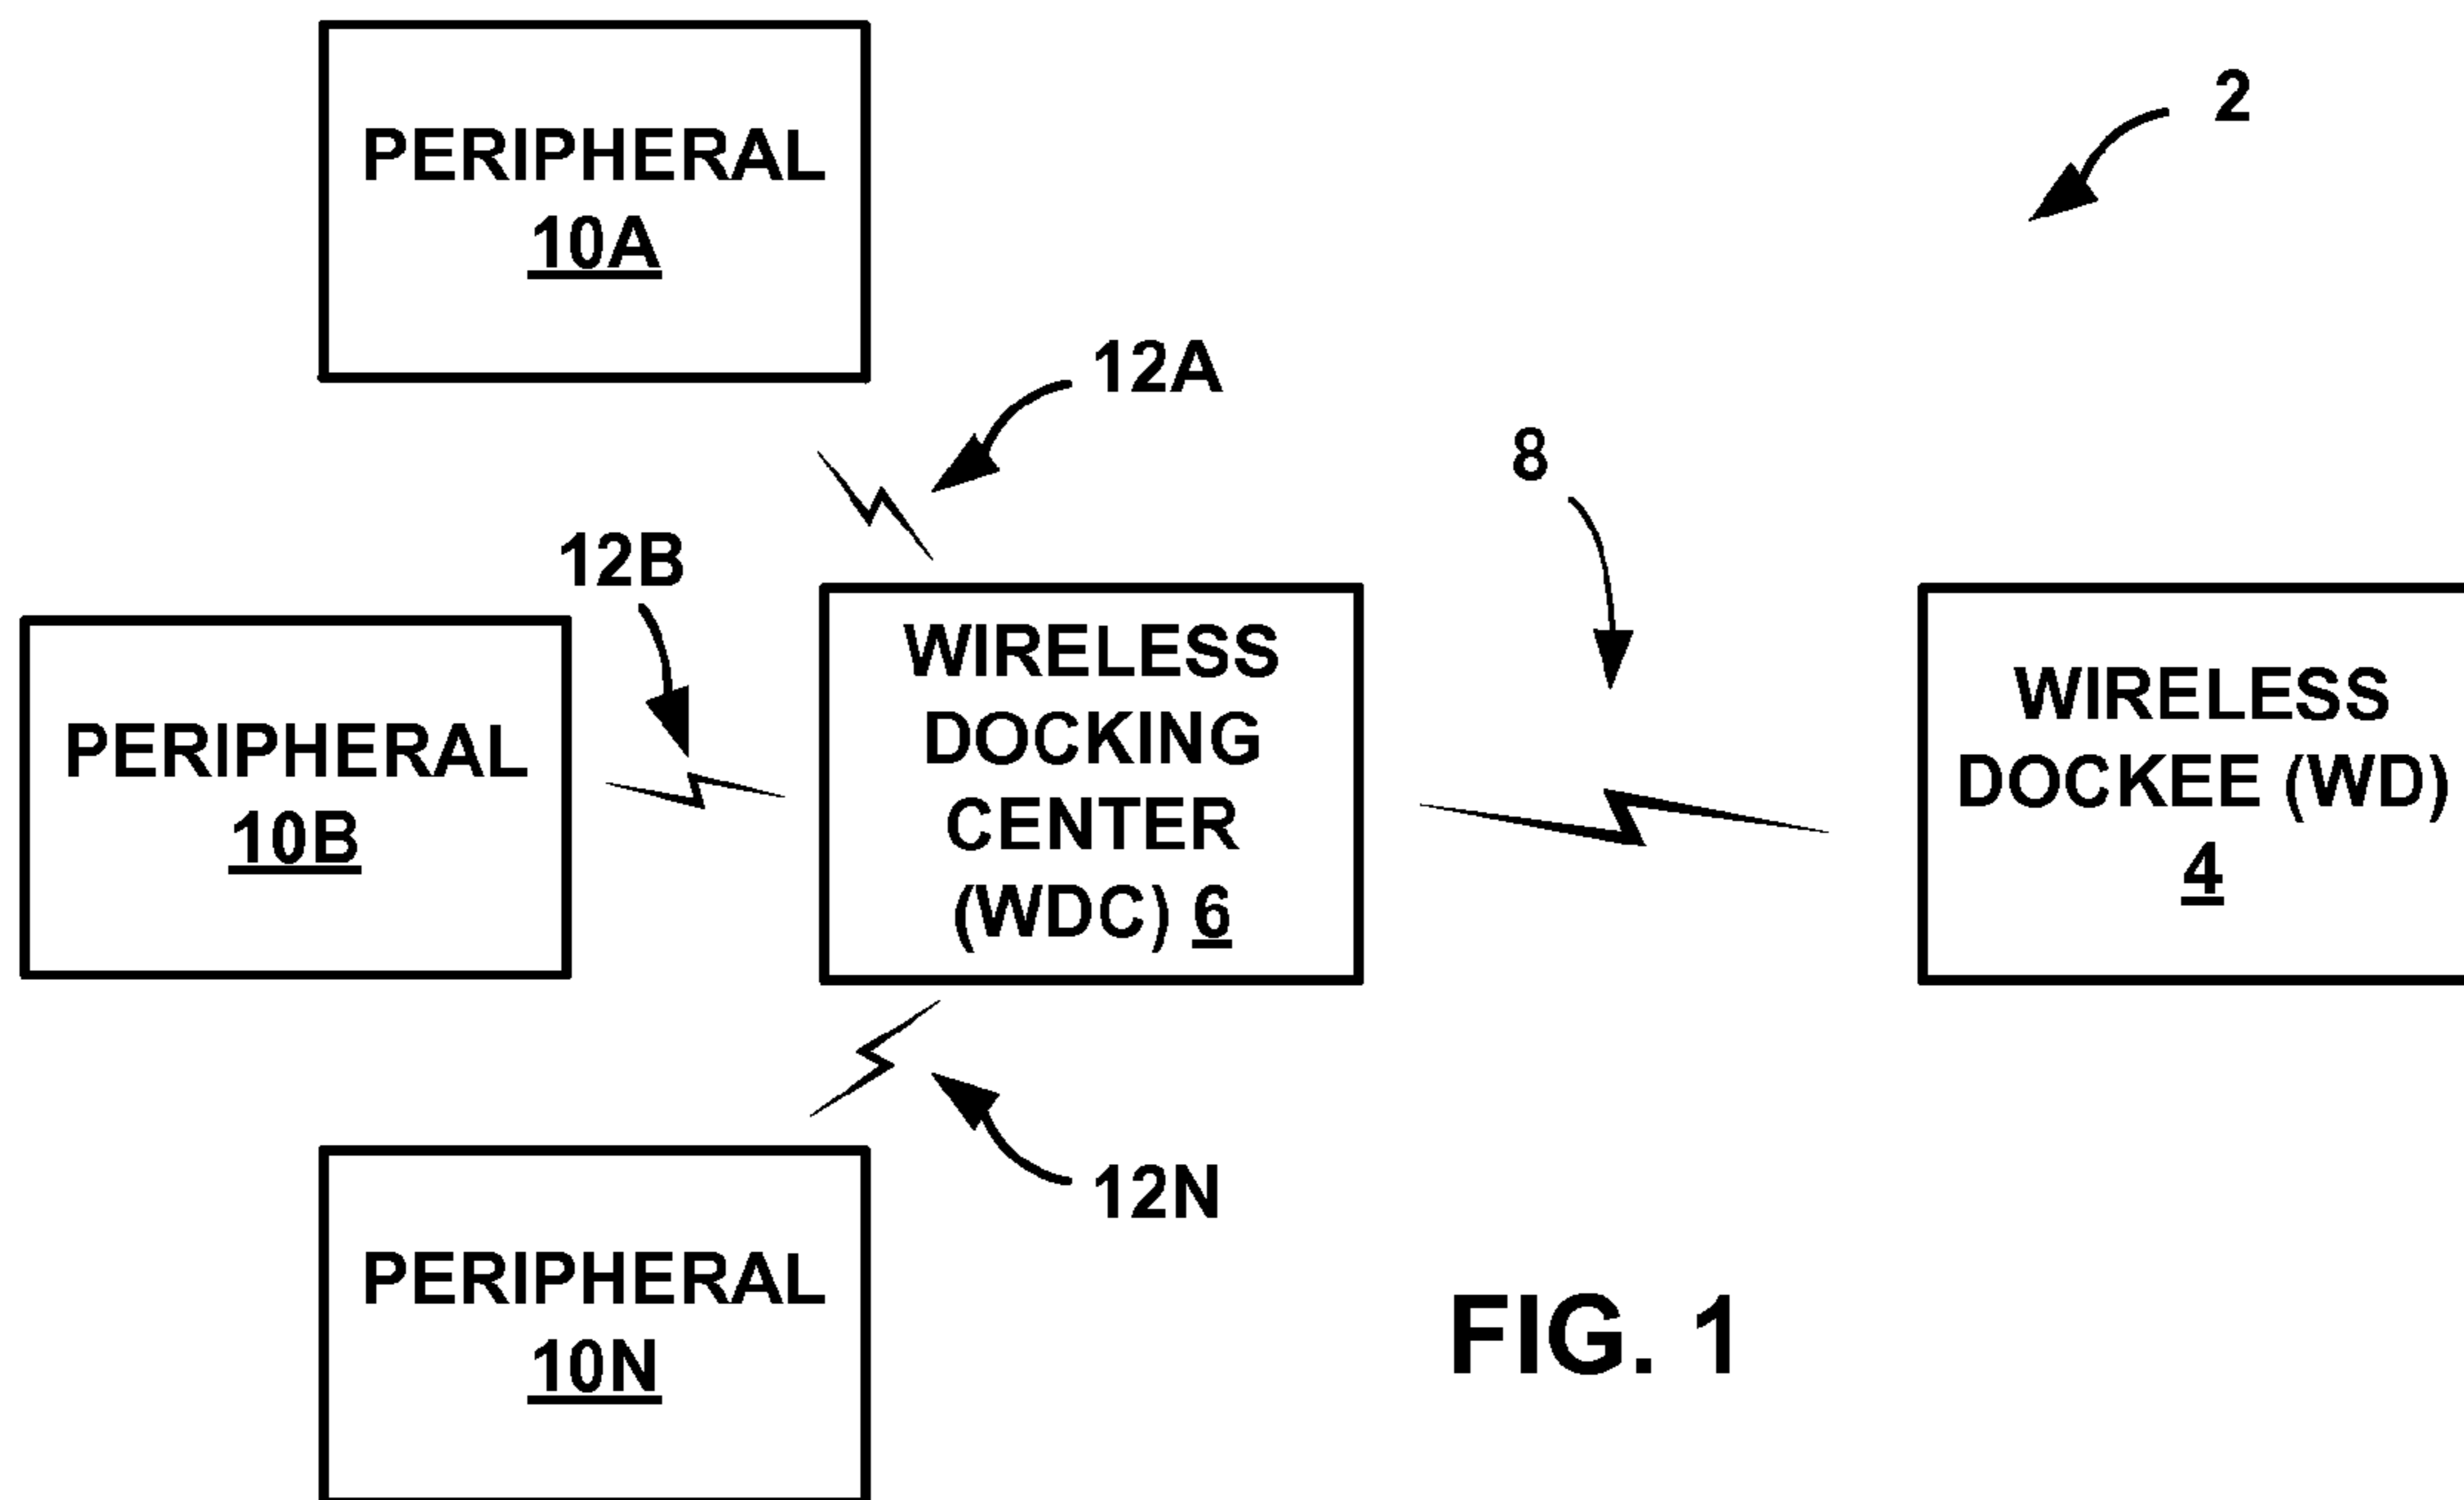 PERIPHERAL
10A
2
12A
8
12B
WIRELESS
DOCKING
CENTER
(WDC) 6
WIRELESS
DOCKEE (WD)
4
PERIPHERAL
10B
12N
PERIPHERAL
10N
FIG. 1